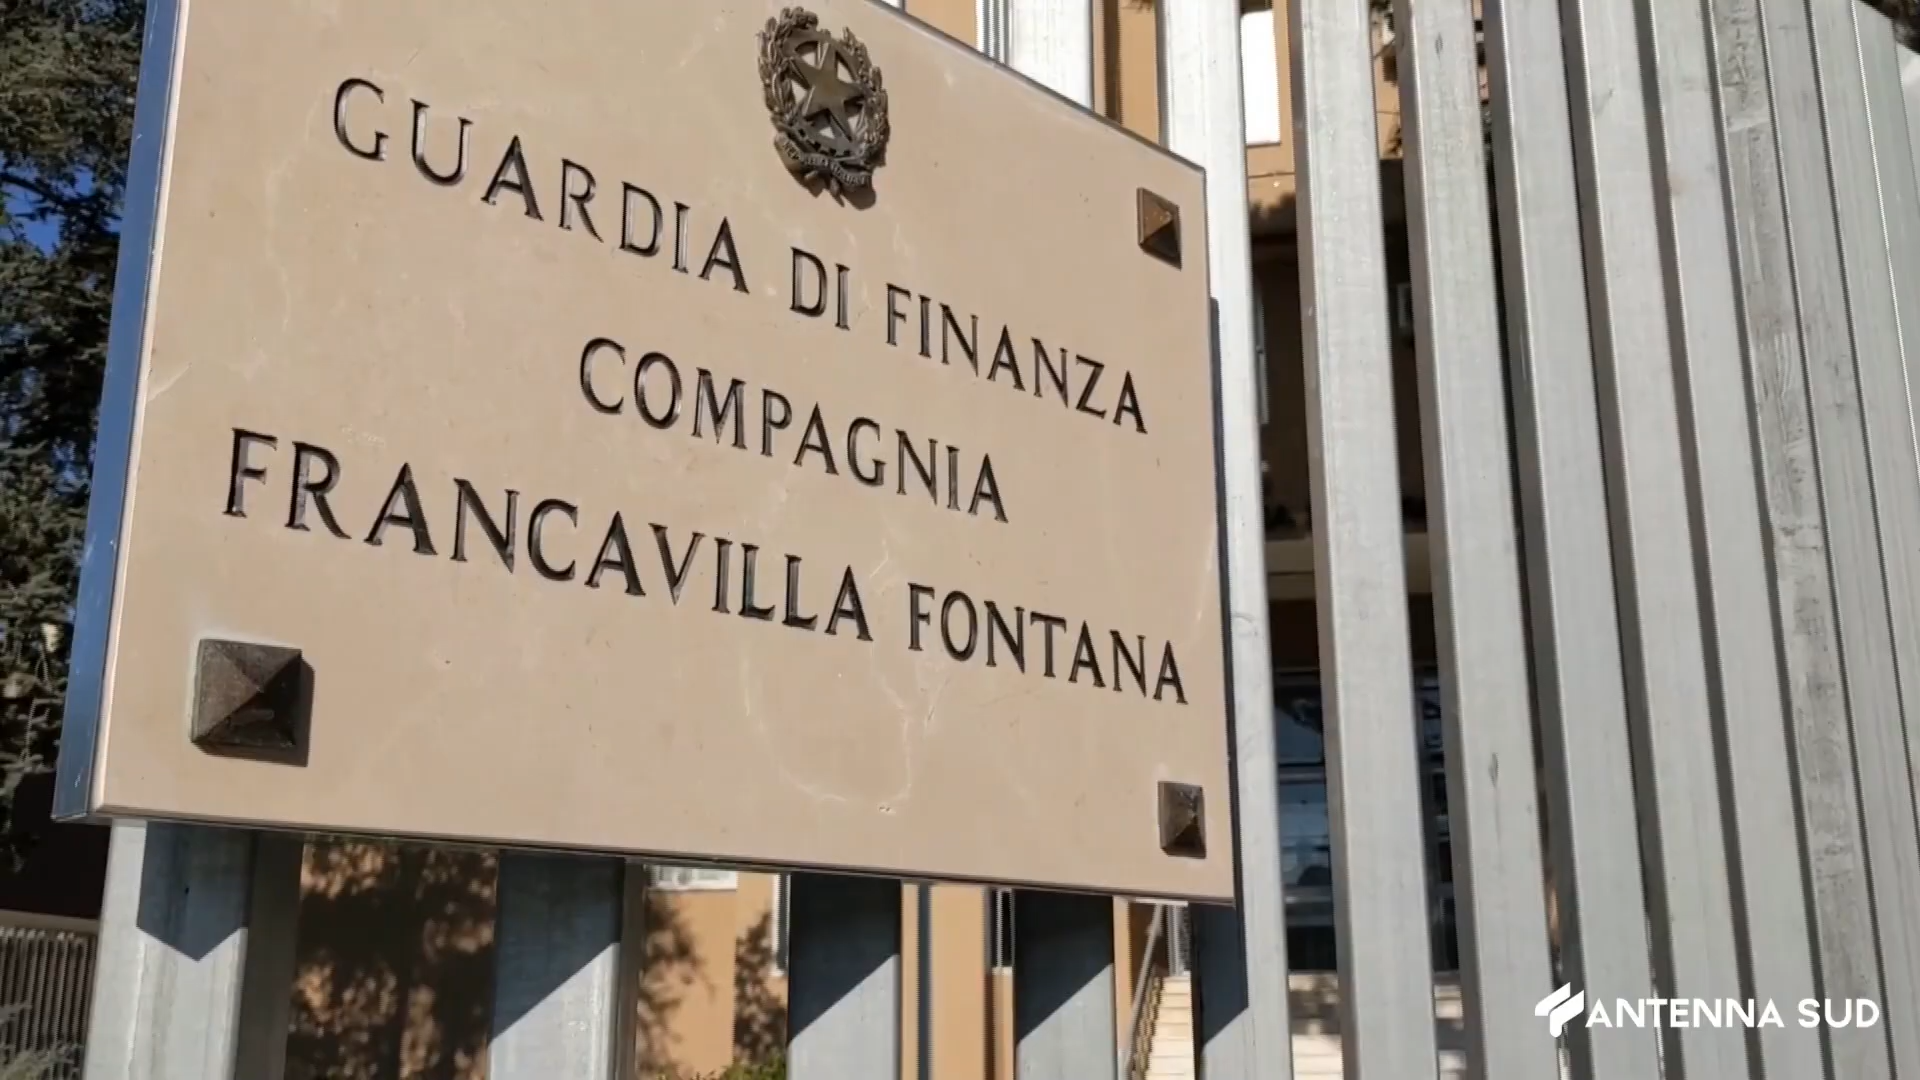 GUARDIA DI FINANZA
COMPAGNIA
FRANCAVILLA FONTANA
ANTENNA SUD